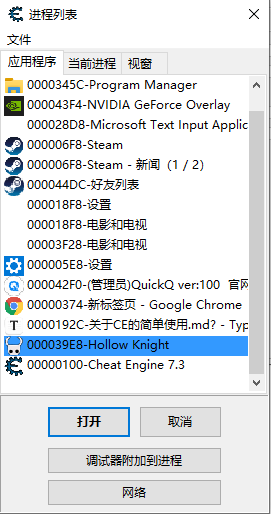 进程列表
文件
应用程序 当前进程 视窗
0000345C-Program Manager
000043F4-NVIDIA GeForce Overlay
000028D8-Microsoft Text Input Applic
000006F8-Steam
000006F8-Steam - 新闻（1 / 2）
000044DC-好友列表
000018F8-设置
000018F8-电影和电视
00003F28-电影和电视
000005E8-设置
000042F0-(管理员)QuickQ ver:100 官网
00000374-新标签页 - Google Chrome
0000192C-关于CE的简单使用.md? - Typ
000039E8-Hollow Knight
00000100-Cheat Engine 7.3
打开 取消
调试器附加到进程
网络